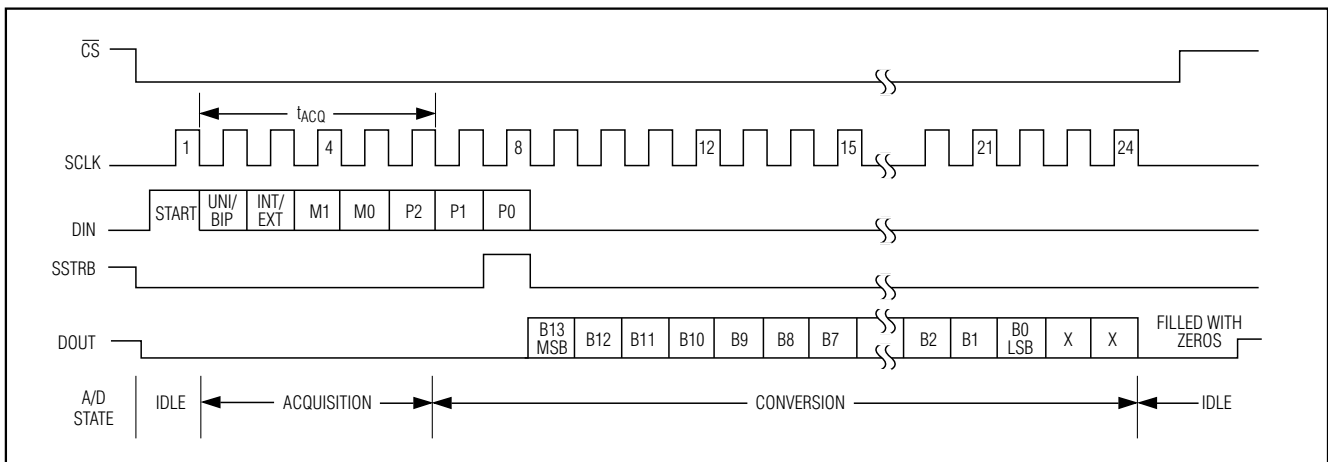 CS
tACQ
SCLK
1
4
8
12
15
21
24
DIN
START
UNI/
BIP
INT/
EXT
M1
M0
P2
P1
P0
SSTRB
DOUT
B13
MSB
B12
B11
B10
B9
B8
B7
B2
B1
B0
LSB
X
X
FILLED WITH
ZEROS
A/D
STATE
IDLE
ACQUISITION
CONVERSION
IDLE